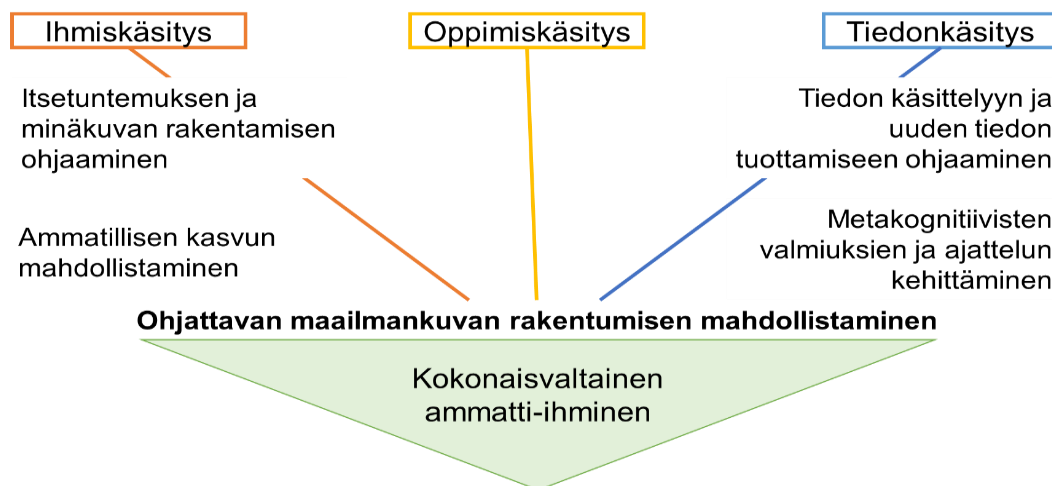 Ihmiskäsitys
Oppimiskäsitys
Tiedonkäsitys
Itsetuntemuksen ja
minäkuvan rakentamisen
ohjaaminen
Tiedon käsittelyyn ja
uuden tiedon
tuottamiseen ohjaaminen
Ammatillisen kasvun
mahdollistaminen
Metakognitiivisten
valmiuksien ja ajattelun
kehittäminen
Ohjattavan maailmankuvan rakentumisen mahdollistaminen
Kokonaisvaltainen
ammatti-ihminen